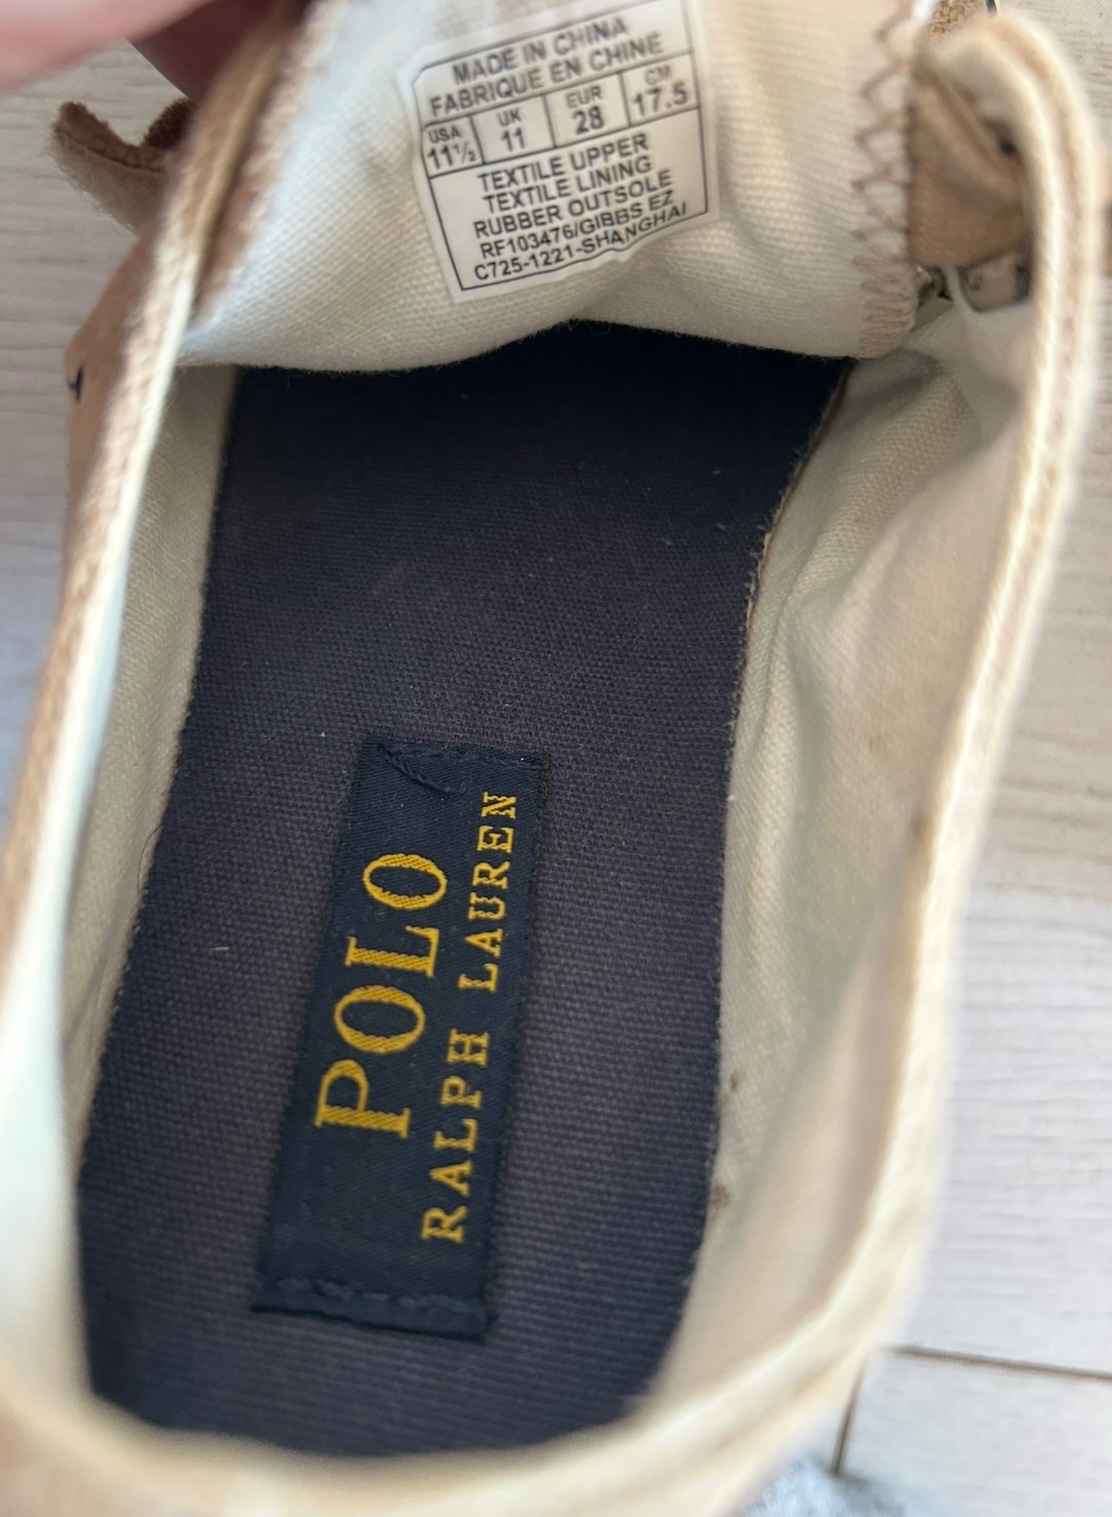 MADE IN CHINA
FABRIQUE EN CHINE
USA UK EUR CM
11½ 11 28 17.5
TEXTILE UPPER
TEXTILE LINING
RUBBER OUTSOLE
RF103476/GIBBS EZ
C725-1221-SHANGHAI
POLO
RALPH LAUREN